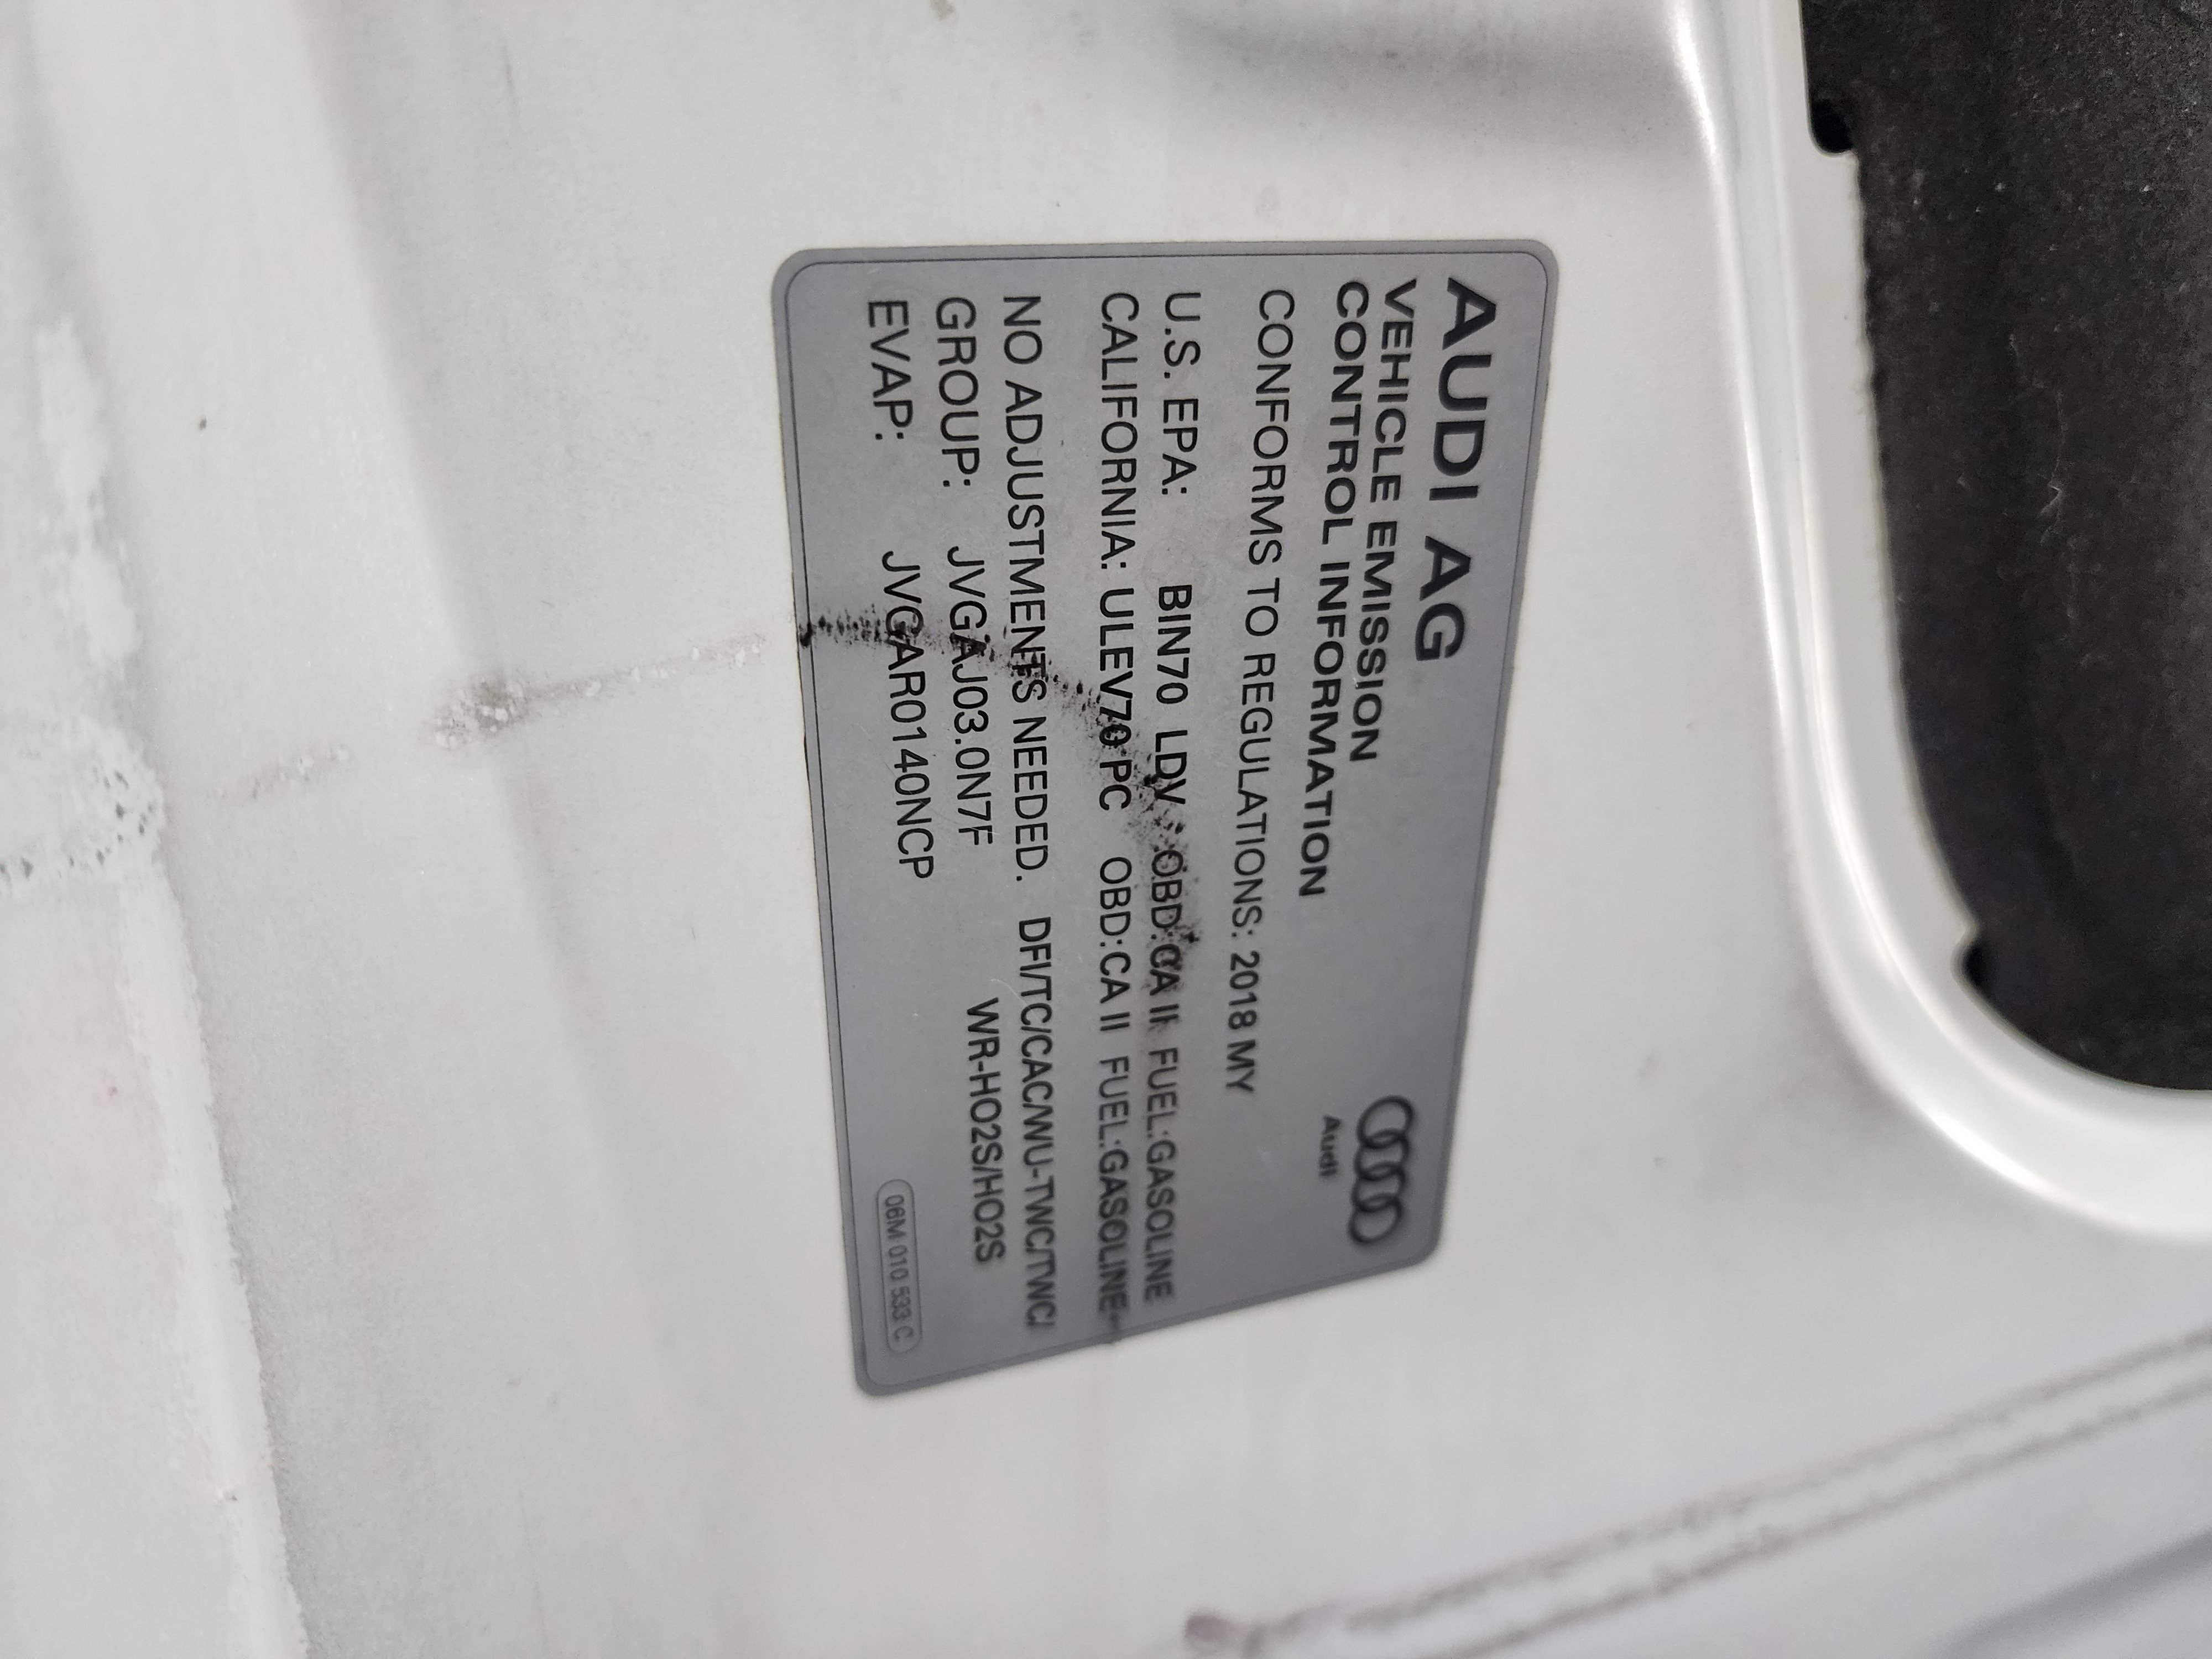 AUDI AG
VEHICLE EMISSION
CONTROL INFORMATION
Audi
CONFORMS TO REGULATIONS: 2018 MY
U.S. EPA: BIN70 LDV OBD:CA II FUEL:GASOLINE
CALIFORNIA: ULEV70 PC OBD:CA II FUEL:GASOLINE
NO ADJUSTMENTS NEEDED. DFI/TC/CAC/WU-TWC/TWC/
GROUP: JVGAJ03.0N7F WR-HO2S/HO2S
EVAP: JVGAR0140NCP
06M 010 533 C